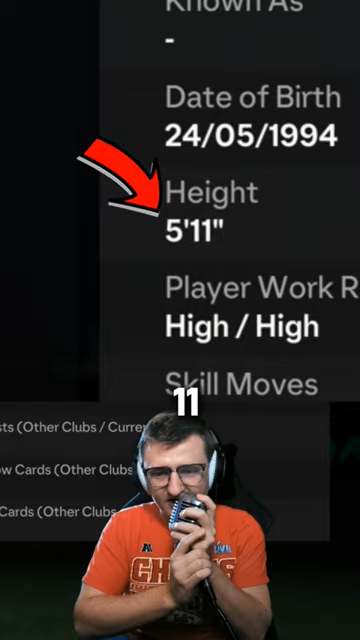 Known As
-
Date of Birth
24/05/1994
Height
5'11"
Player Work R
High / High
Skill Moves
11
sts (Other Clubs / Curre
ow Cards (Other Clubs
Cards (Other Clubs
CHIEFS